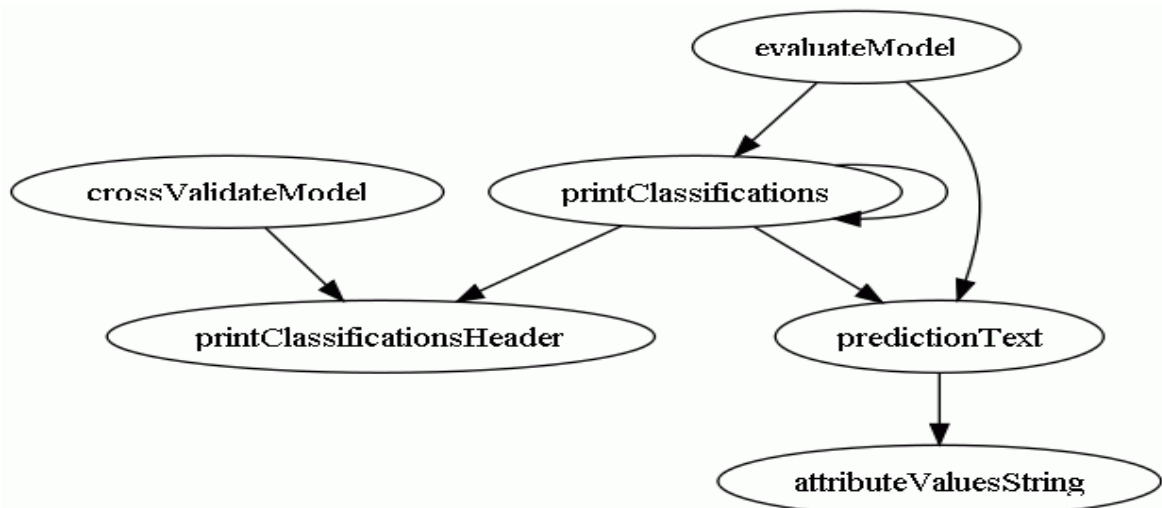 evaluateModel
crossValidateModel
printClassifications
printClassificationsHeader
predictionText
attributeValuesString